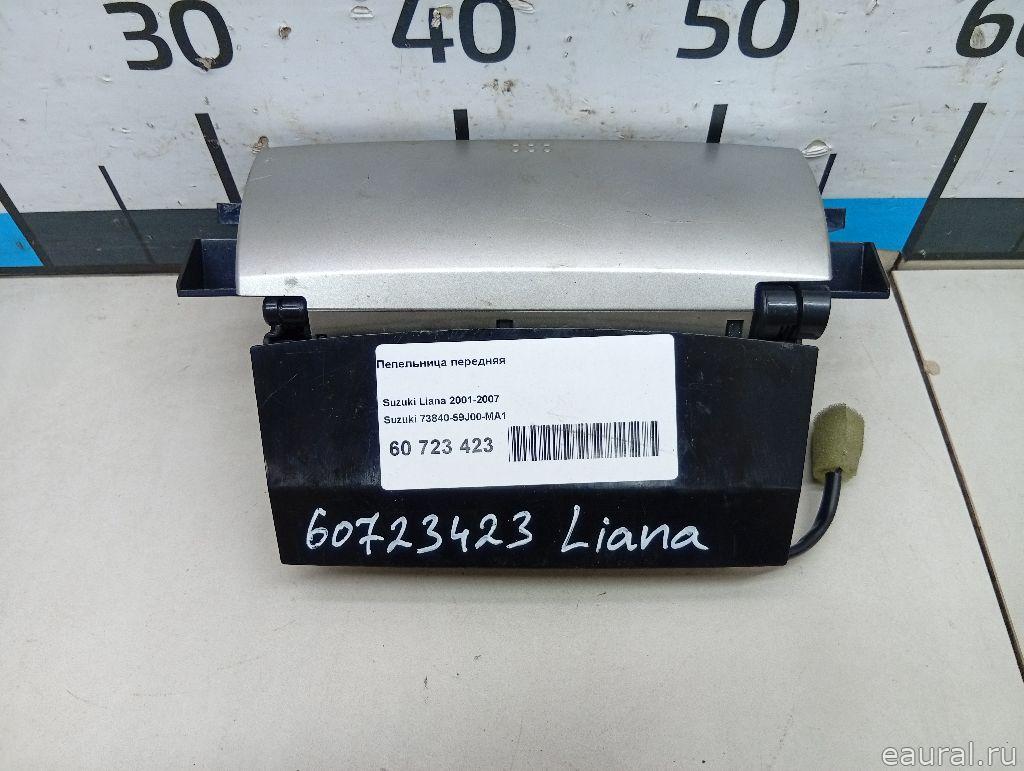 30 40 50
Пепельница передняя
Suzuki Liana 2001-2007
Suzuki 73840-59J00-MA1
60 723 423
60723423 Liana
eaural.ru